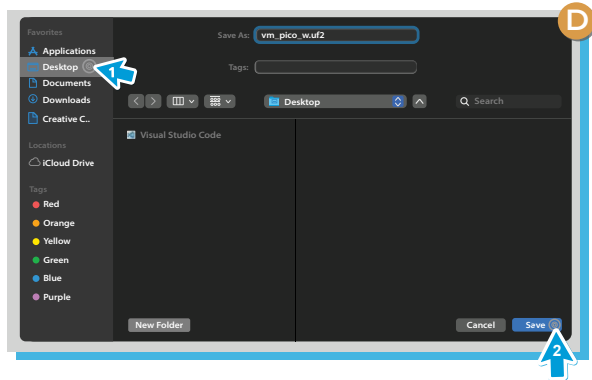 D
Favorites
Applications
Desktop
Documents
Downloads
Creative C..
Locations
iCloud Drive
Tags
Red
Orange
Yellow
Green
Blue
Purple
Save As: vm_pico_w.uf2
Tags:
Desktop
Search
Visual Studio Code
New Folder
Cancel
Save
1
2